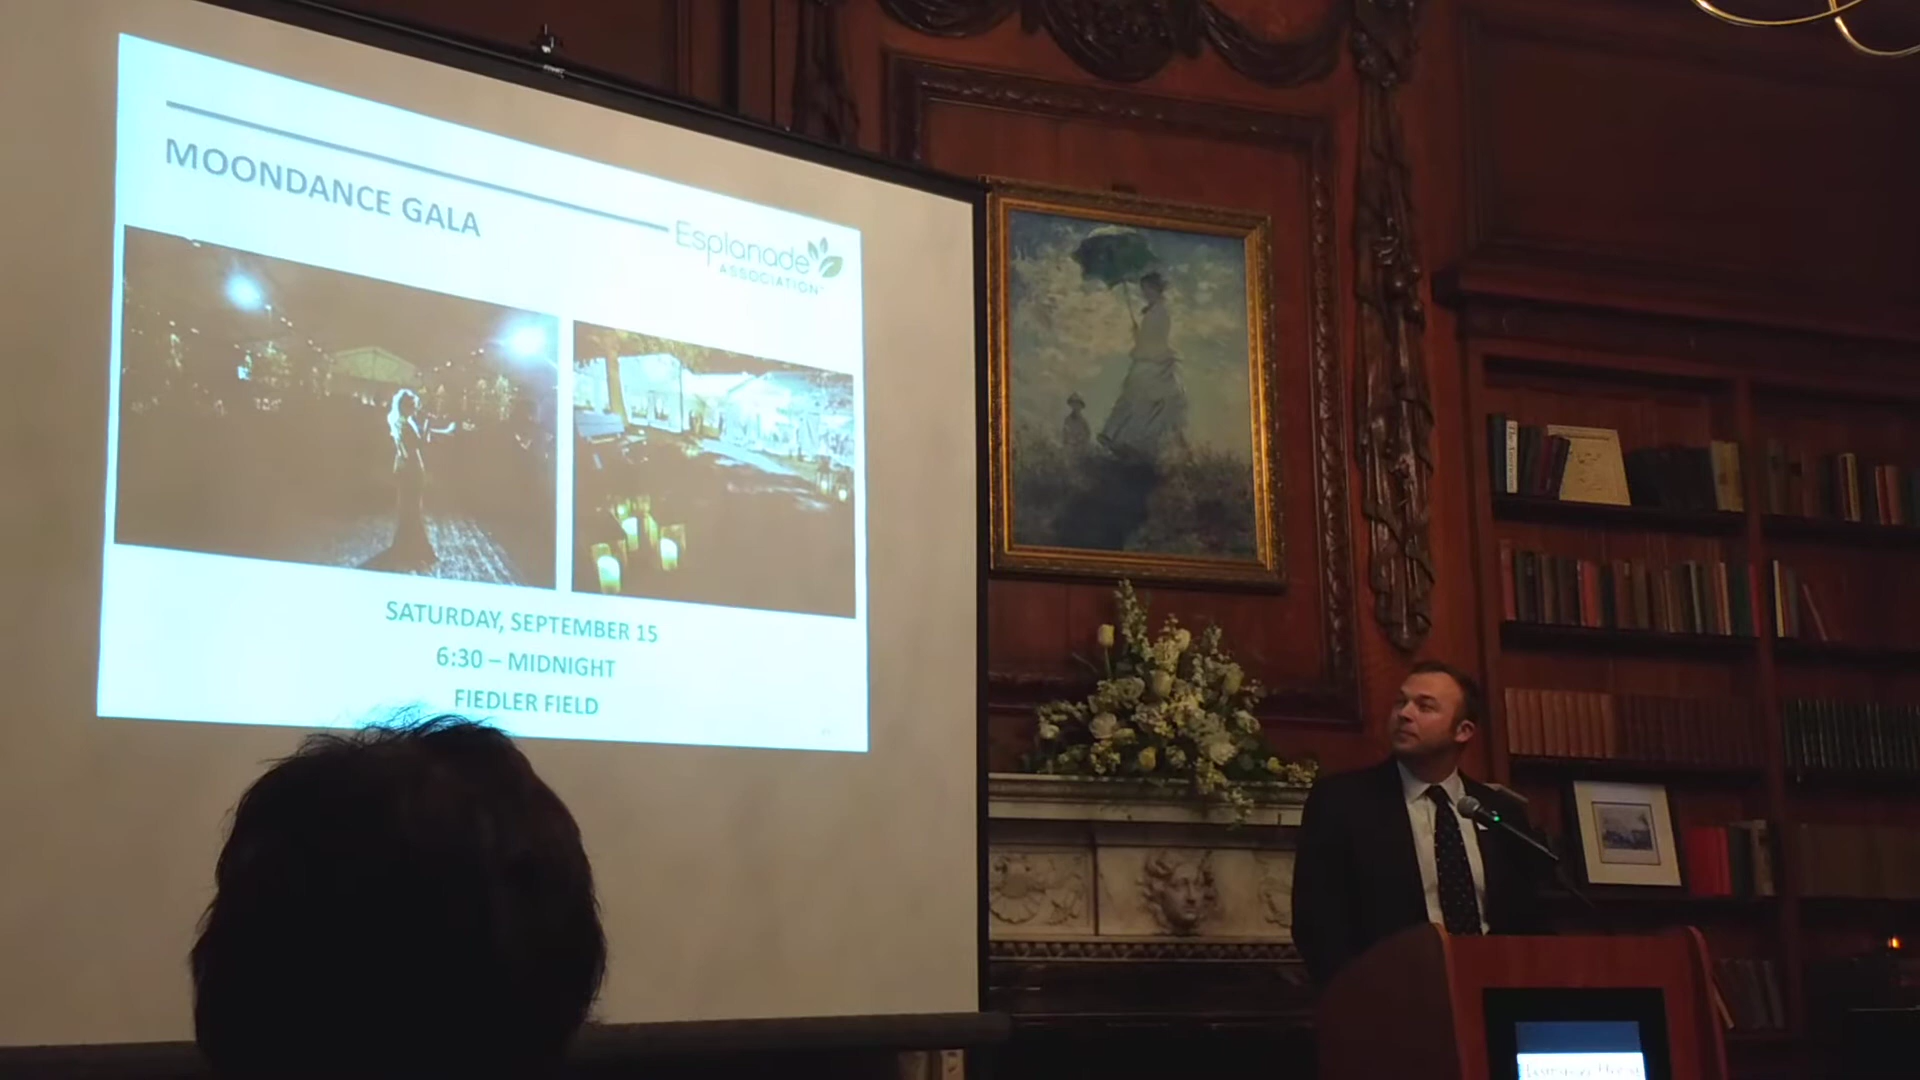 MOONDANCE GALA
Esplanade
ASSOCIATION
SATURDAY, SEPTEMBER 15
6:30 – MIDNIGHT
FIEDLER FIELD